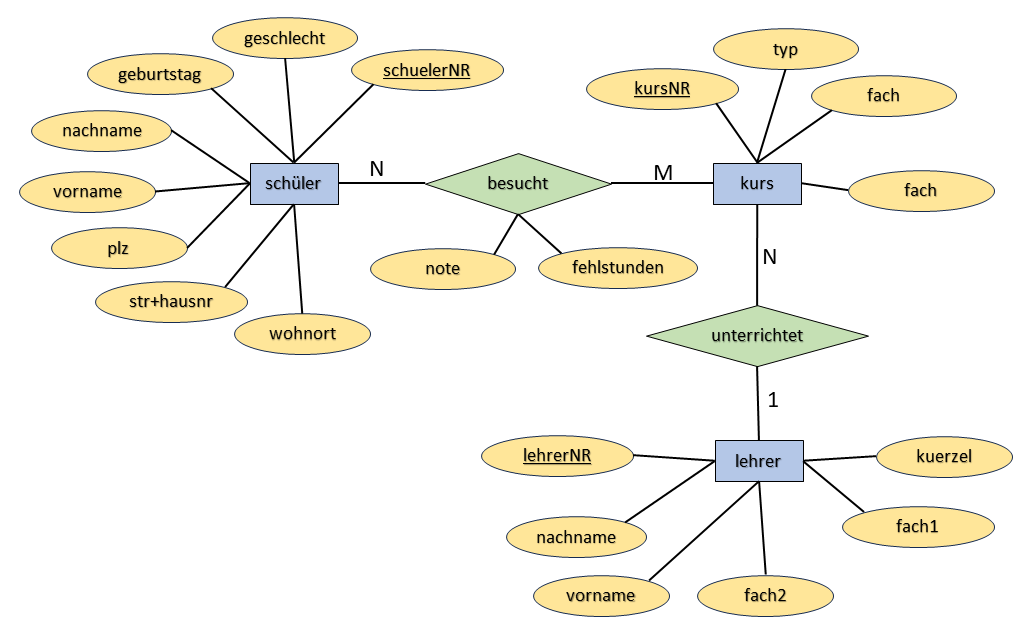 geschlecht
typ
geburtstag
schuelerNR
kursNR
fach
nachname
N
M
vorname
schüler
besucht
kurs
fach
plz
note
fehlstunden
N
str+hausnr
wohnort
unterrichtet
1
lehrerNR
lehrer
kuerzel
nachname
fach1
vorname
fach2